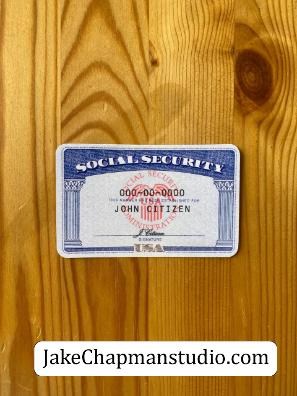 SOCIAL SECURITY
SOCIAL SECURITY
ADMINISTRATION
000-00-0000
THIS NUMBER HAS BEEN ESTABLISHED FOR
JOHN CITIZEN
J. Citizen
SIGNATURE
USA
JakeChapmanstudio.com